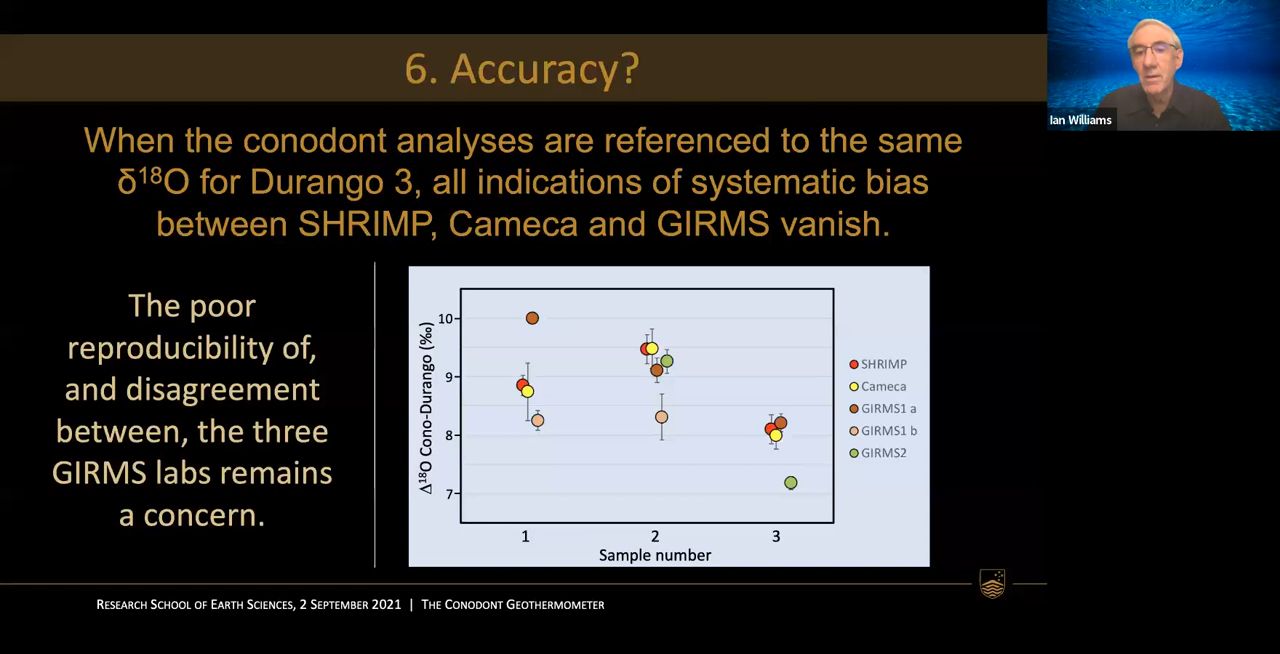 6. Accuracy?
Ian Williams
When the conodont analyses are referenced to the same
δ¹⁸O for Durango 3, all indications of systematic bias
between SHRIMP, Cameca and GIRMS vanish.
The poor
reproducibility of,
and disagreement
between, the three
GIRMS labs remains
a concern.
Δ¹⁸O Cono-Durango (‰)
10
9
8
7
1 2 3
Sample number
SHRIMP
Cameca
GIRMS1 a
GIRMS1 b
GIRMS2
RESEARCH SCHOOL OF EARTH SCIENCES, 2 SEPTEMBER 2021 | THE CONODONT GEOTHERMOMETER